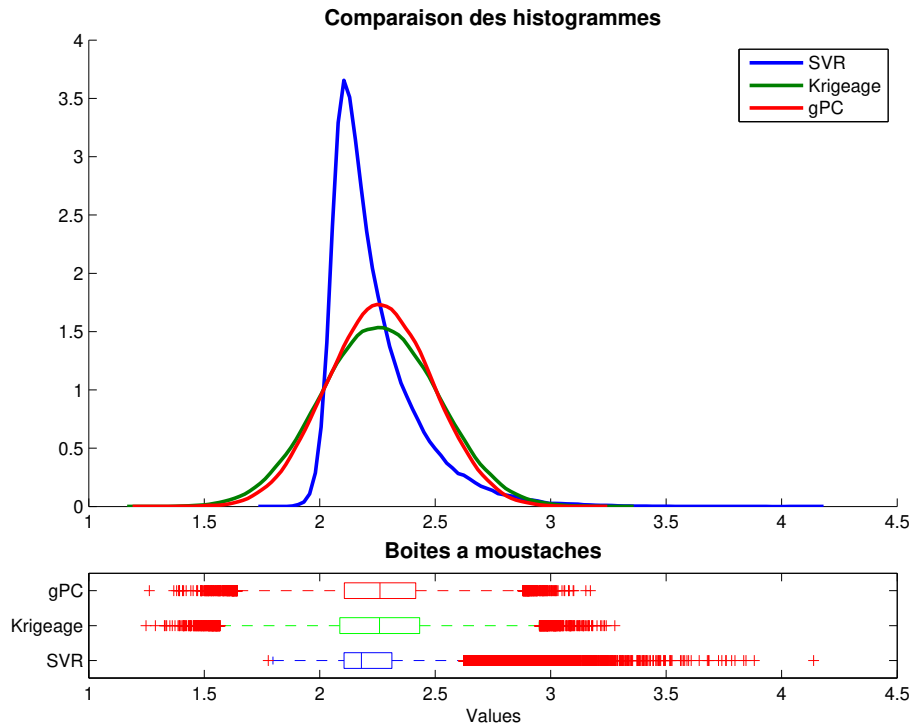 Comparaison des histogrammes
4
3.5
3
2.5
2
1.5
1
0.5
0
SVR
Krigeage
gPC
1 1.5 2 2.5 3 3.5 4 4.5
Boites a moustaches
gPC
Krigeage
SVR
1 1.5 2 2.5 3 3.5 4 4.5
Values